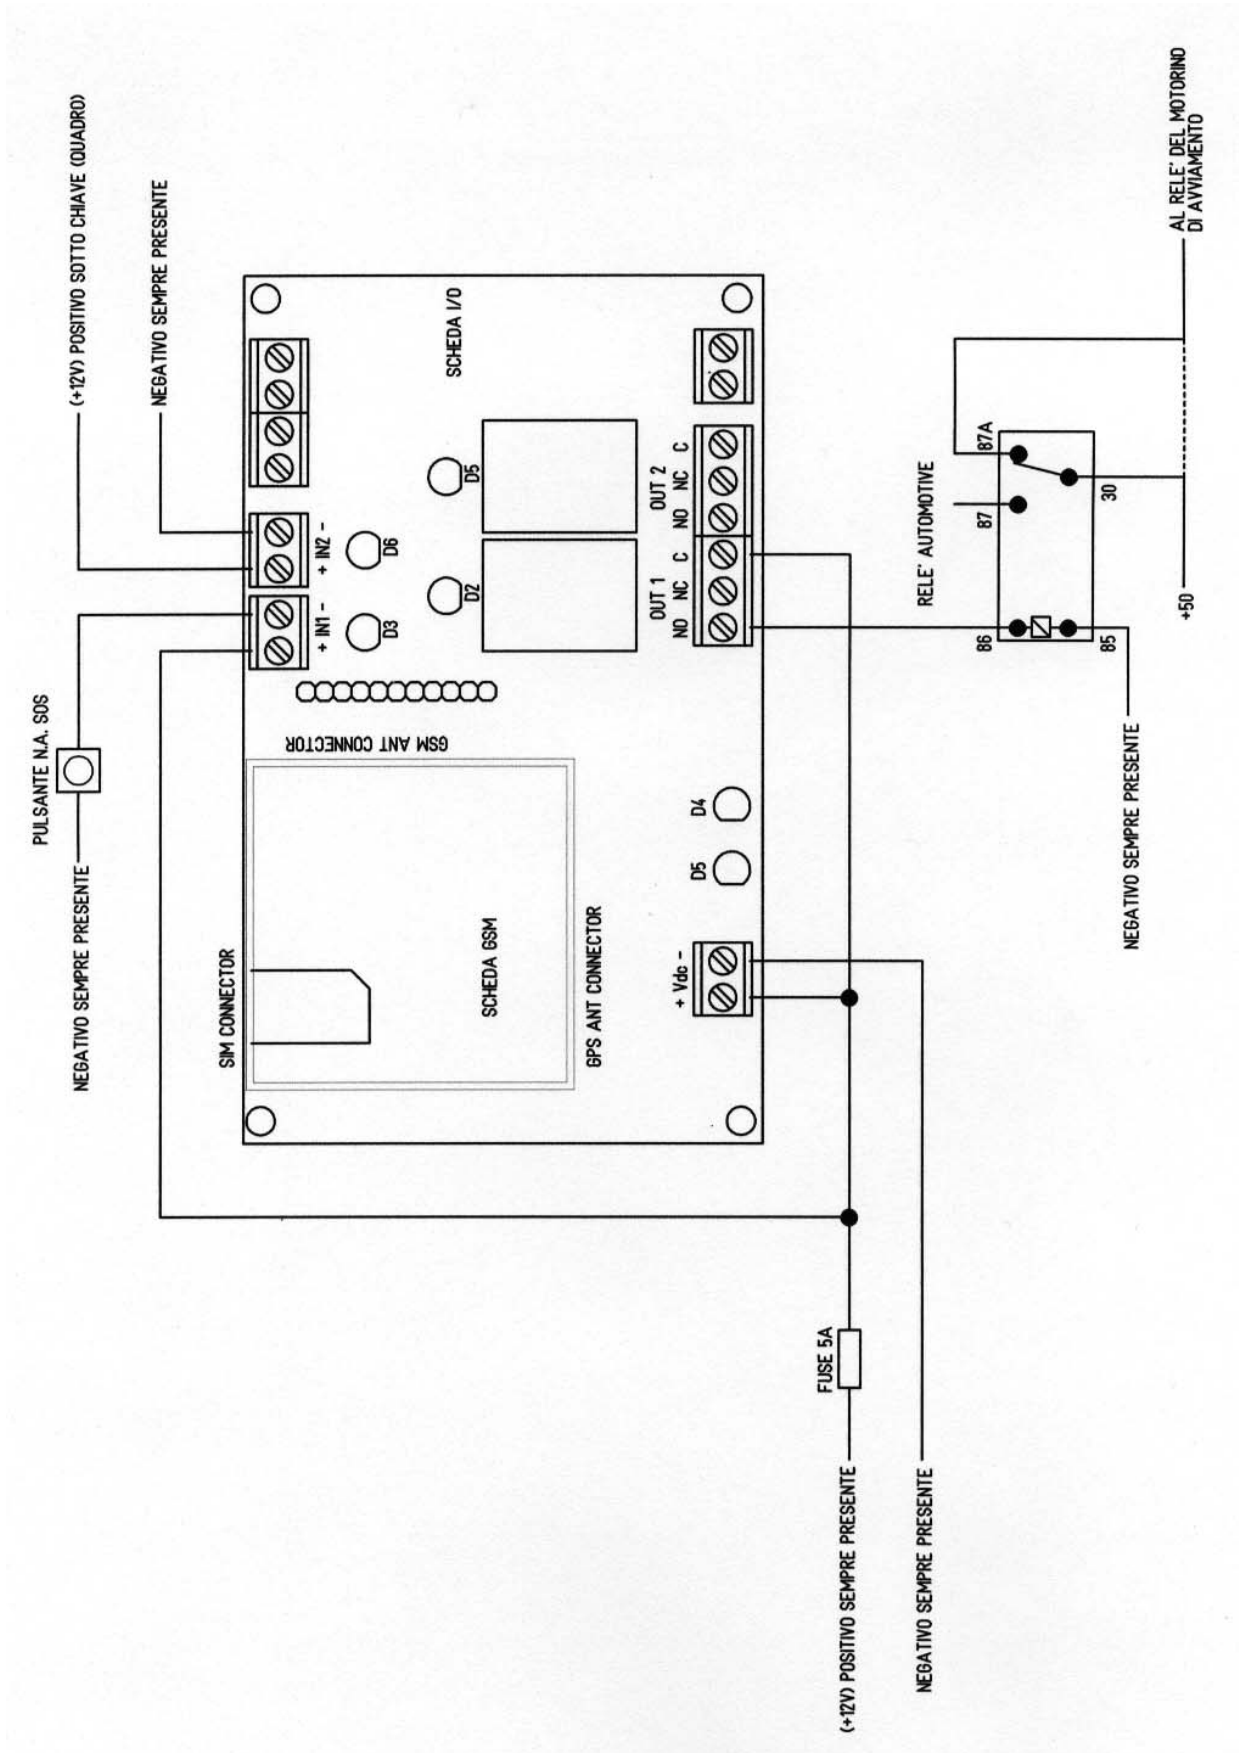 (+12V) POSITIVO SOTTO CHIAVE (QUADRO)
NEGATIVO SEMPRE PRESENTE
PULSANTE N.A. SOS
NEGATIVO SEMPRE PRESENTE
SIM CONNECTOR
GSM ANT CONNECTOR
+ IN1 -
+ IN2 -
D3
D6
D2
D5
SCHEDA I/O
SCHEDA GSM
GPS ANT CONNECTOR
+ Vdc -
D5
D4
OUT 1
NO NC C
OUT 2
NO NC C
FUSE 5A
(+12V) POSITIVO SEMPRE PRESENTE
NEGATIVO SEMPRE PRESENTE
RELE' AUTOMOTIVE
86
87
87A
85
30
NEGATIVO SEMPRE PRESENTE
+50
AL RELE' DEL MOTORINO
DI AVVIAMENTO